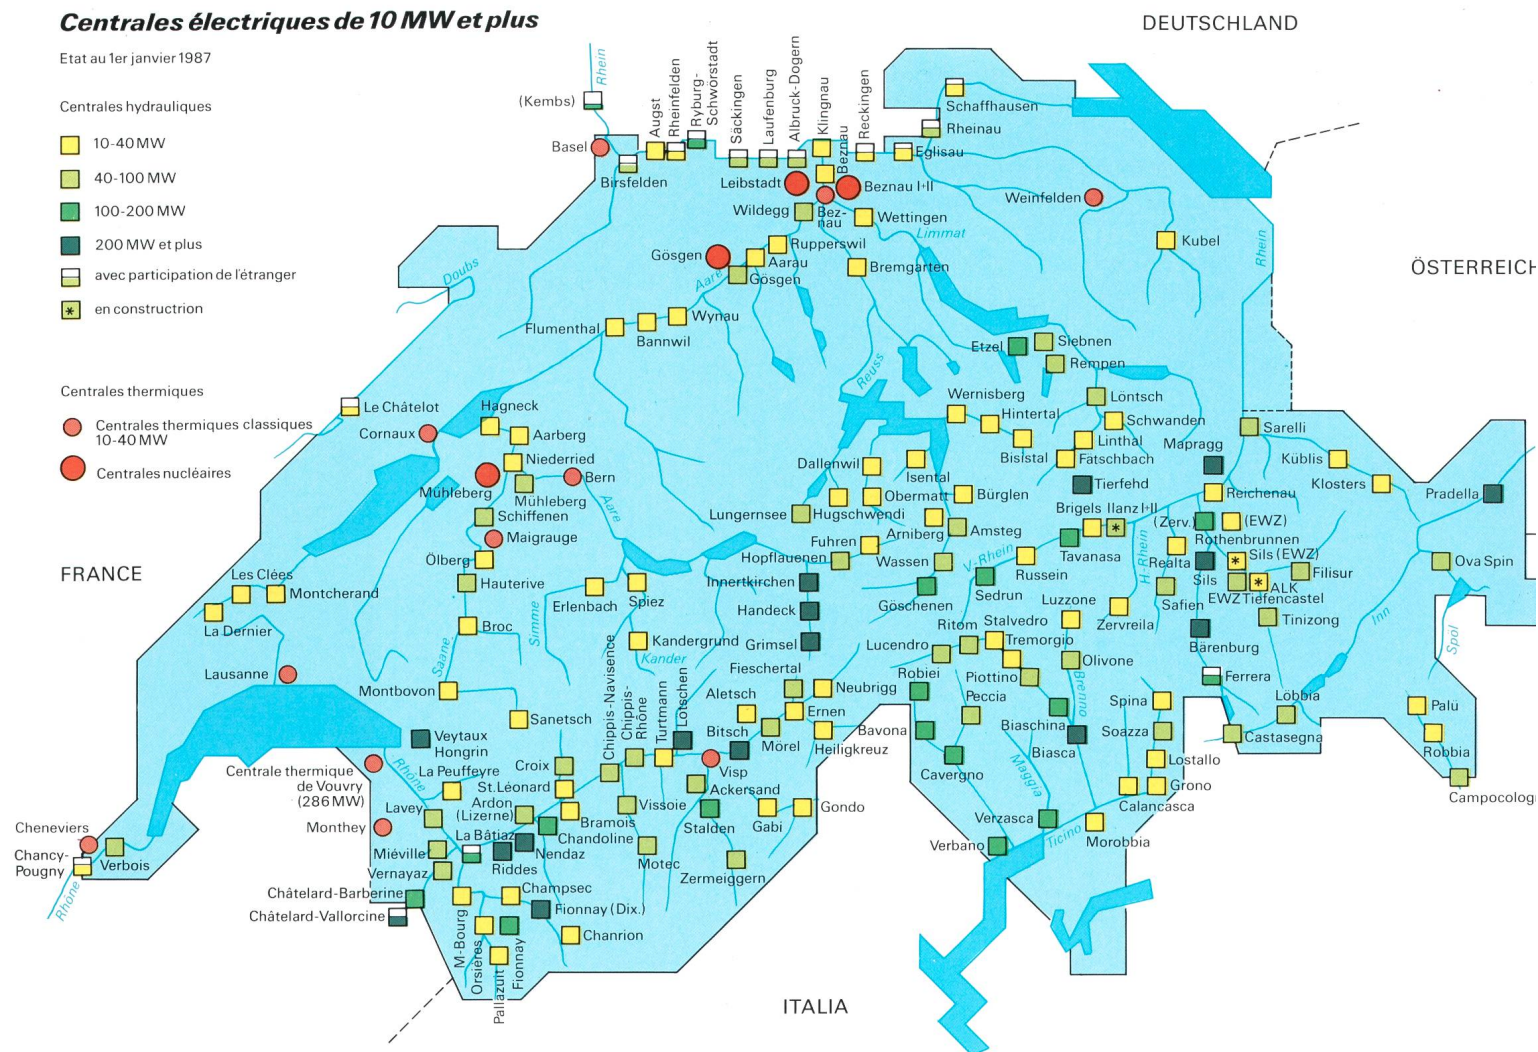 Centrales électriques de 10 MW et plus
Etat au 1er janvier 1987
Centrales hydrauliques
10-40 MW
40-100 MW
100-200 MW
200 MW et plus
avec participation de l'étranger
en constructrion
Centrales thermiques
Centrales thermiques classiques
10-40 MW
Centrales nucléaires
DEUTSCHLAND
ÖSTERREICH
FRANCE
ITALIA
Rhein
(Kembs)
Basel
Birsfelden
Augst
Rheinfelden
Ryburg-
Schwörstadt
Säckingen
Laufenburg
Albruck-Dogern
Klingnau
Beznau
Reckingen
Eglisau
Rheinau
Schaffhausen
Leibstadt
Beznau I+II
Wildegg
Bez-
nau
Wettingen
Limmat
Weinfelden
Kubel
Rhein
Gösgen
Rupperswil
Aarau
Gösgen
Aare
Bremgarten
Doubs
Flumenthal
Bannwil
Wynau
Reuss
Etzel
Siebnen
Rempen
Le Châtelot
Cornaux
Hagneck
Aarberg
Niederried
Mühleberg
Mühleberg
Bern
Aare
Schiffenen
Maigrauge
Ölberg
Hauterive
Broc
Saane
Simme
Montbovon
Sanetsch
Erlenbach
Spiez
Kandergrund
Kander
Wernisberg
Hintertal
Bisistal
Löntsch
Schwanden
Linthal
Fätschbach
Tierfehd
Mapragg
Sarelli
Küblis
Klosters
Pradella
Dallenwil
Isental
Obermatt
Bürglen
Lungernsee
Hugschwendi
Arniberg
Amsteg
Fuhren
Hopflauenen
Wassen
Innertkirchen
Göschenen
Handeck
Grimsel
Brigels
Ilanz I+II
Tavanasa
V-Rhein
Russein
Sedrun
H-Rhein
Reichenau
(Zerv.)
(EWZ)
Rothenbrunnen
Realta
Sils (EWZ)
Sils
Filisur
ALK
EWZ
Tiefencastel
Safien
Tinizong
Zervreila
Bärenburg
Ferrera
Löbbia
Castasegna
Ova Spin
Inn
Spöl
Palü
Robbia
Campocologno
Luzzone
Ritom
Stalvedro
Tremorgio
Lucendro
Olivone
Piottino
Brenno
Robiei
Peccia
Biaschina
Biasca
Bavona
Cavergno
Maggia
Verzasca
Verbano
Ticino
Morobbia
Spina
Soazza
Lostallo
Grono
Calancasca
Les Clées
Montcherand
La Dernier
Lausanne
Veytaux
Hongrin
Rhône
Centrale thermique
de Vouvry
(286 MW)
La Peuffeyre
Lavey
Monthey
Miéville
Vernayaz
Châtelard-Barberine
Châtelard-Vallorcine
Cheneviers
Chancy-
Pougny
Verbois
Rhône
Croix
St. Léonard
Ardon
(Lizerne)
Bramois
Chandoline
La Bâtiaz
Nendaz
Riddes
Champsec
Fionnay (Dix.)
Chanrion
M-Bourg
Orsières
Pallazuit
Fionnay
Chippis-Navisence
Chippis-
Rhône
Turtmann
Lötschen
Vissoie
Motec
Fieschertal
Neubrigg
Aletsch
Ernen
Bitsch
Mörel
Heiligkreuz
Visp
Ackersand
Stalden
Gabi
Gondo
Zermeiggern